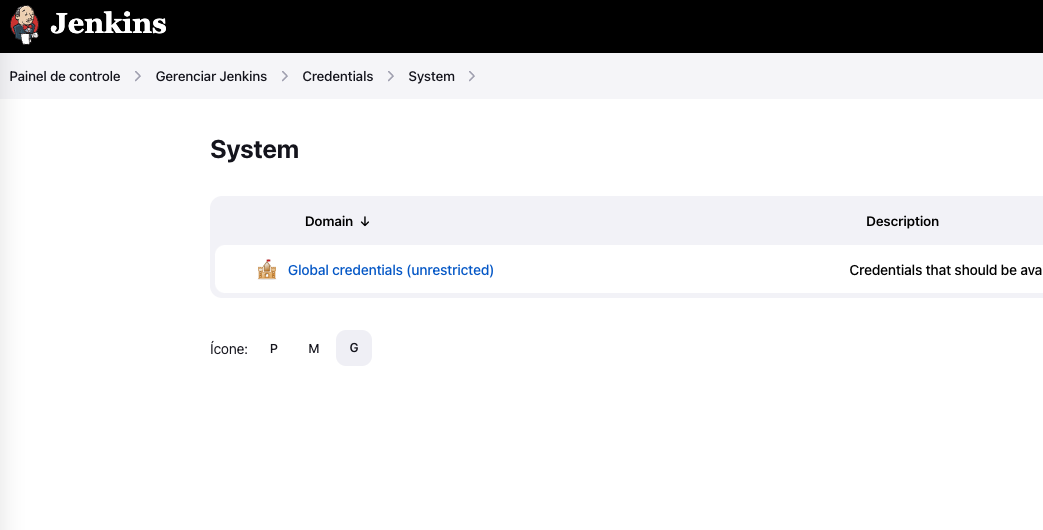 Jenkins
Painel de controle > Gerenciar Jenkins > Credentials > System >
System
Domain ↓ Description
Global credentials (unrestricted) Credentials that should be ava
Ícone: P M G